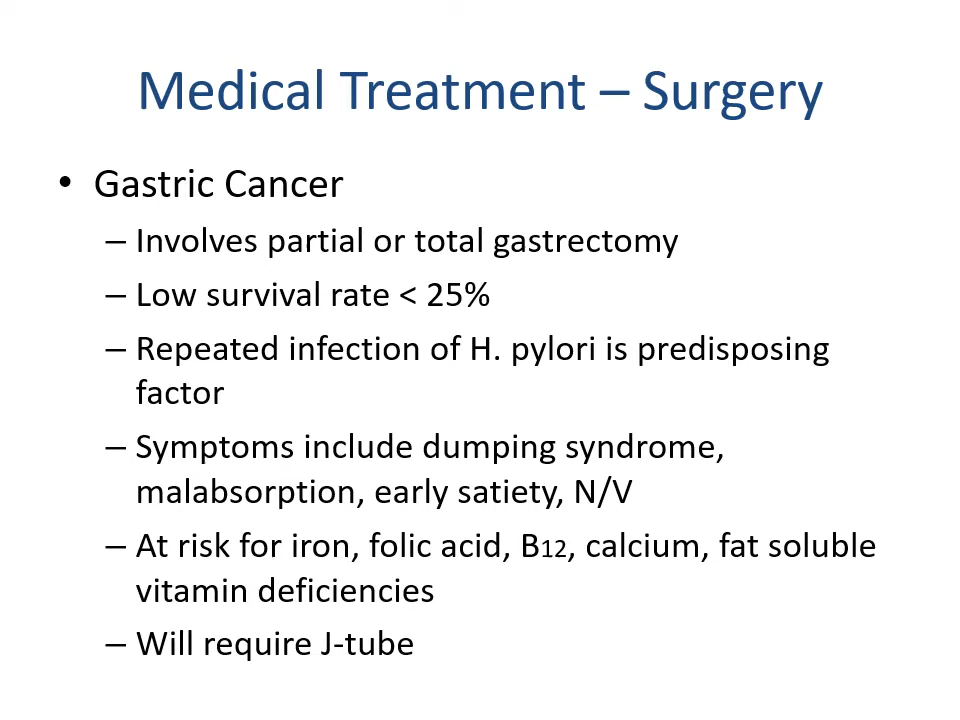 Medical Treatment – Surgery
• Gastric Cancer
– Involves partial or total gastrectomy
– Low survival rate < 25%
– Repeated infection of H. pylori is predisposing
factor
– Symptoms include dumping syndrome,
malabsorption, early satiety, N/V
– At risk for iron, folic acid, B12, calcium, fat soluble
vitamin deficiencies
– Will require J-tube